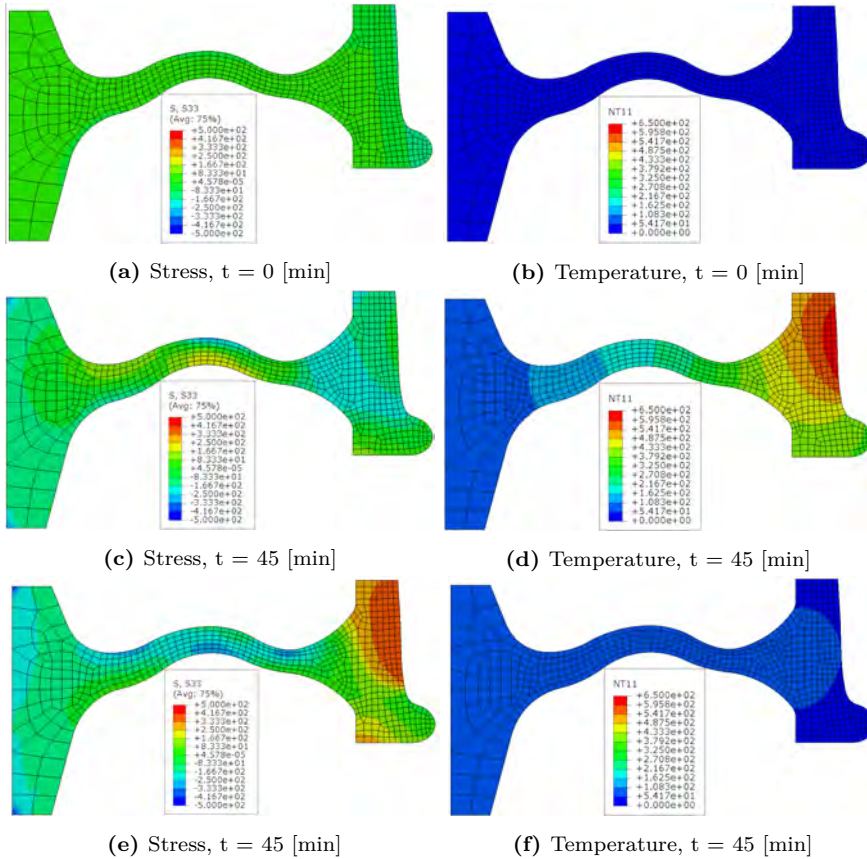 S, S33
(Avg: 75%)
+5.000e+02
+4.167e+02
+3.333e+02
+2.500e+02
+1.667e+02
+8.333e+01
+4.578e-05
-8.333e+01
-1.667e+02
-2.500e+02
-3.333e+02
-4.167e+02
-5.000e+02
NT11
+6.500e+02
+5.958e+02
+5.417e+02
+4.875e+02
+4.333e+02
+3.792e+02
+3.250e+02
+2.708e+02
+2.167e+02
+1.625e+02
+1.083e+02
+5.417e+01
+0.000e+00
(a) Stress, t = 0 [min]
(b) Temperature, t = 0 [min]
S, S33
(Avg: 75%)
+5.000e+02
+4.167e+02
+3.333e+02
+2.500e+02
+1.667e+02
+8.333e+01
+4.578e-05
-8.333e+01
-1.667e+02
-2.500e+02
-3.333e+02
-4.167e+02
-5.000e+02
NT11
+6.500e+02
+5.958e+02
+5.417e+02
+4.875e+02
+4.333e+02
+3.792e+02
+3.250e+02
+2.708e+02
+2.167e+02
+1.625e+02
+1.083e+02
+5.417e+01
+0.000e+00
(c) Stress, t = 45 [min]
(d) Temperature, t = 45 [min]
S, S33
(Avg: 75%)
+5.000e+02
+4.167e+02
+3.333e+02
+2.500e+02
+1.667e+02
+8.333e+01
+4.578e-05
-8.333e+01
-1.667e+02
-2.500e+02
-3.333e+02
-4.167e+02
-5.000e+02
NT11
+6.500e+02
+5.958e+02
+5.417e+02
+4.875e+02
+4.333e+02
+3.792e+02
+3.250e+02
+2.708e+02
+2.167e+02
+1.625e+02
+1.083e+02
+5.417e+01
+0.000e+00
(e) Stress, t = 45 [min]
(f) Temperature, t = 45 [min]